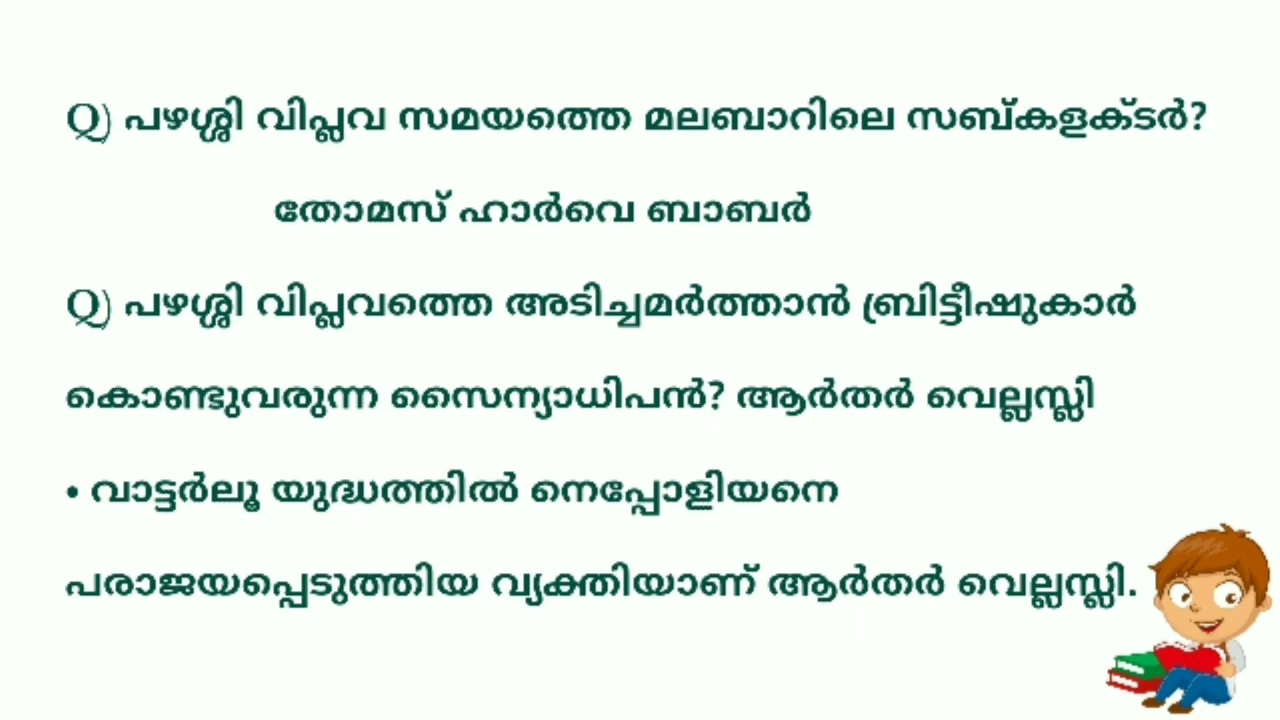 Q) പഴശ്ശി വിപ്ലവ സമയത്തെ മലബാറിലെ സബ്കളക്ടർ?
തോമസ് ഹാർവെ ബാബർ
Q) പഴശ്ശി വിപ്ലവത്തെ അടിച്ചമർത്താൻ ബ്രിട്ടീഷുകാർ
കൊണ്ടുവരുന്ന സൈന്യാധിപൻ? ആർതർ വെല്ലസ്ലി
• വാട്ടർലൂ യുദ്ധത്തിൽ നെപ്പോളിയനെ
പരാജയപ്പെടുത്തിയ വ്യക്തിയാണ് ആർതർ വെല്ലസ്ലി.